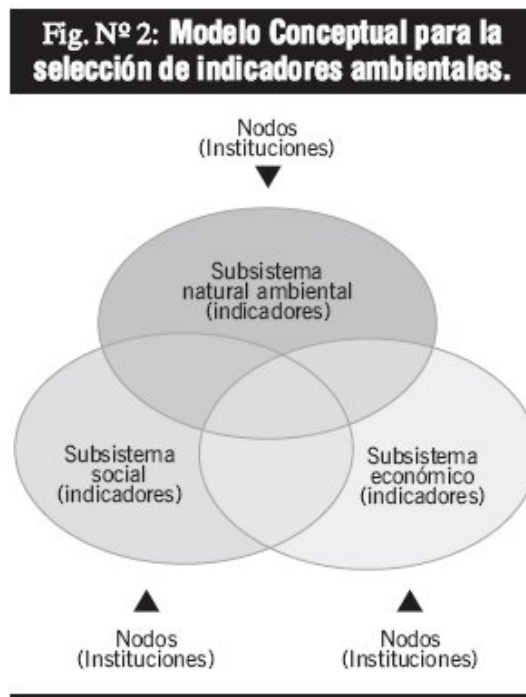 Fig. Nº 2: Modelo Conceptual para la
selección de indicadores ambientales.
Nodos
(Instituciones)
Subsistema
natural ambiental
(indicadores)
Subsistema
social
(indicadores)
Subsistema
económico
(indicadores)
Nodos
(Instituciones)
Nodos
(Instituciones)